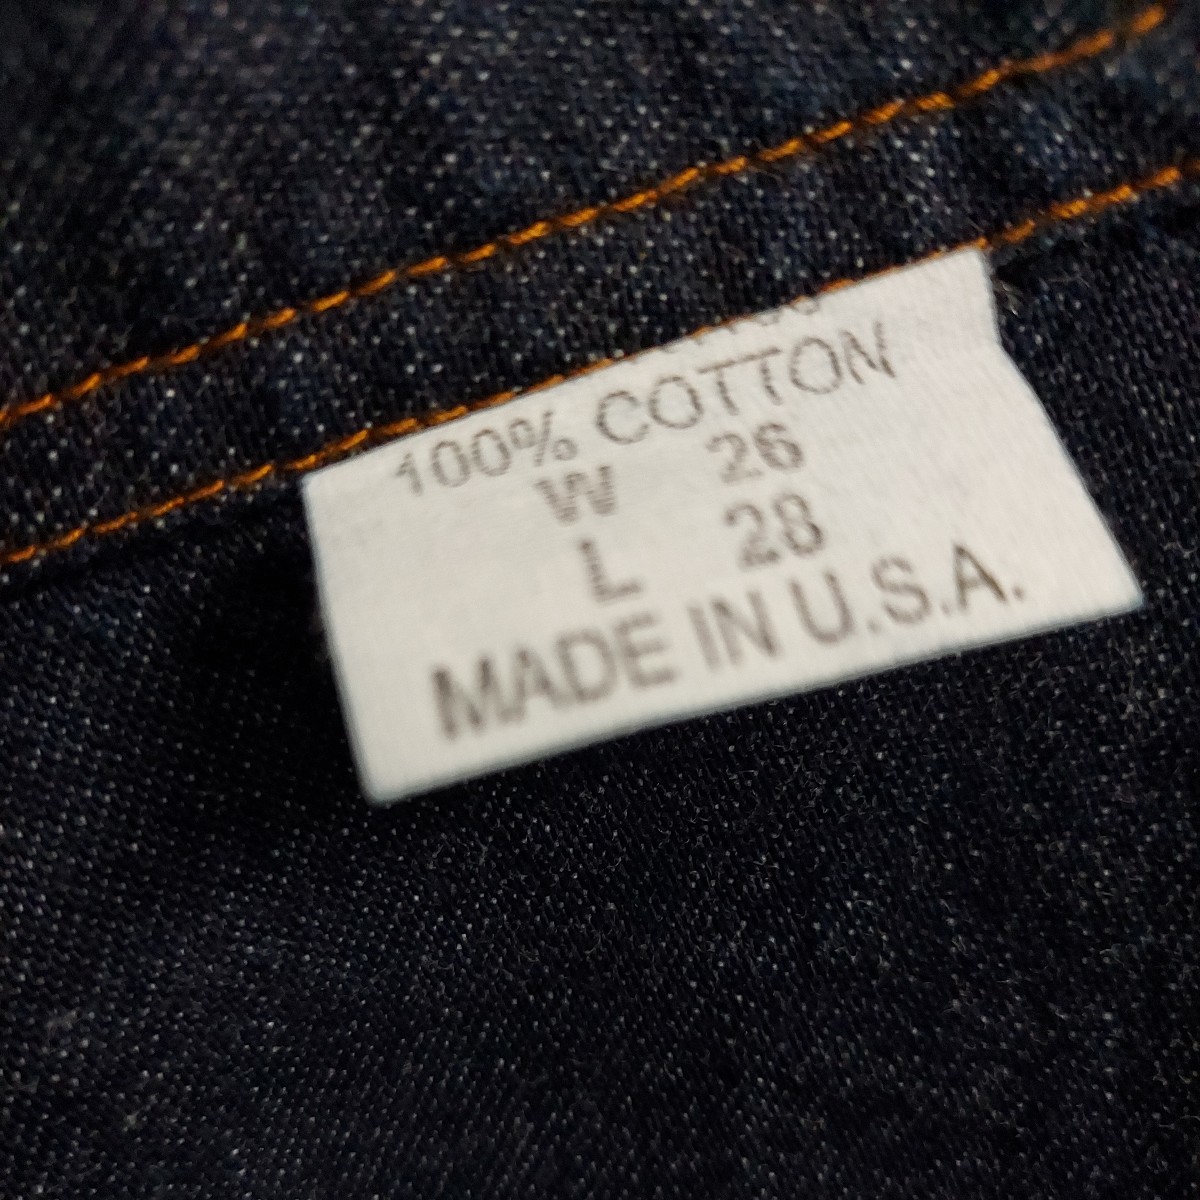 100% COTTON
W 26
L 28
MADE IN U.S.A.